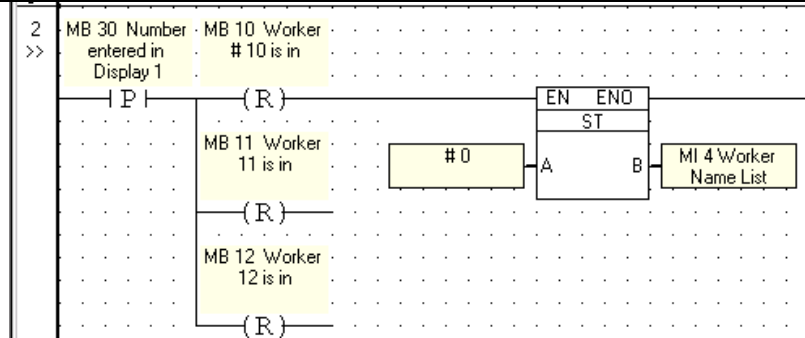 2
>>
MB 30 Number
entered in
Display 1
P
MB 10 Worker
# 10 is in
(R)
EN ENO
ST
A B
# 0
MI 4 Worker
Name List
MB 11 Worker
11 is in
(R)
MB 12 Worker
12 is in
(R)